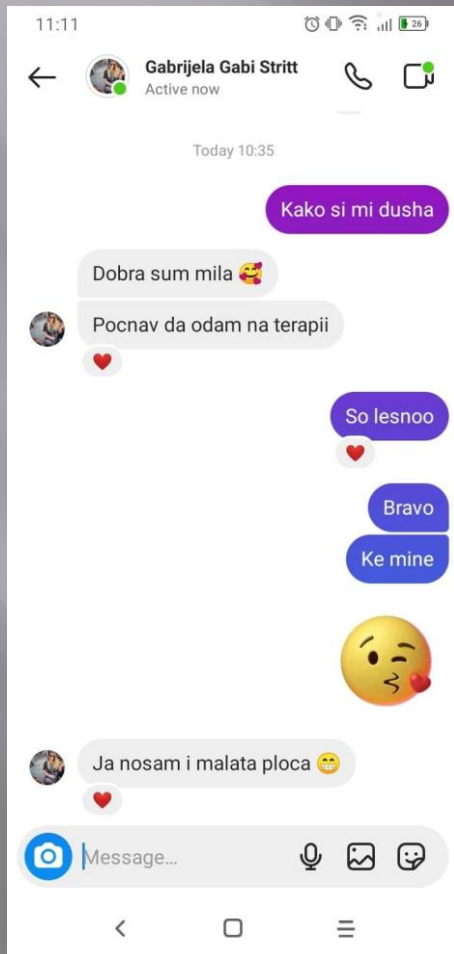 11:11
26
Gabrijela Gabi Stritt
Active now
Today 10:35
Kako si mi dusha
Dobra sum mila 🥰
Pocnav da odam na terapii
So lesnoo
Bravo
Ke mine
Ja nosam i malata ploca 😁
Message...